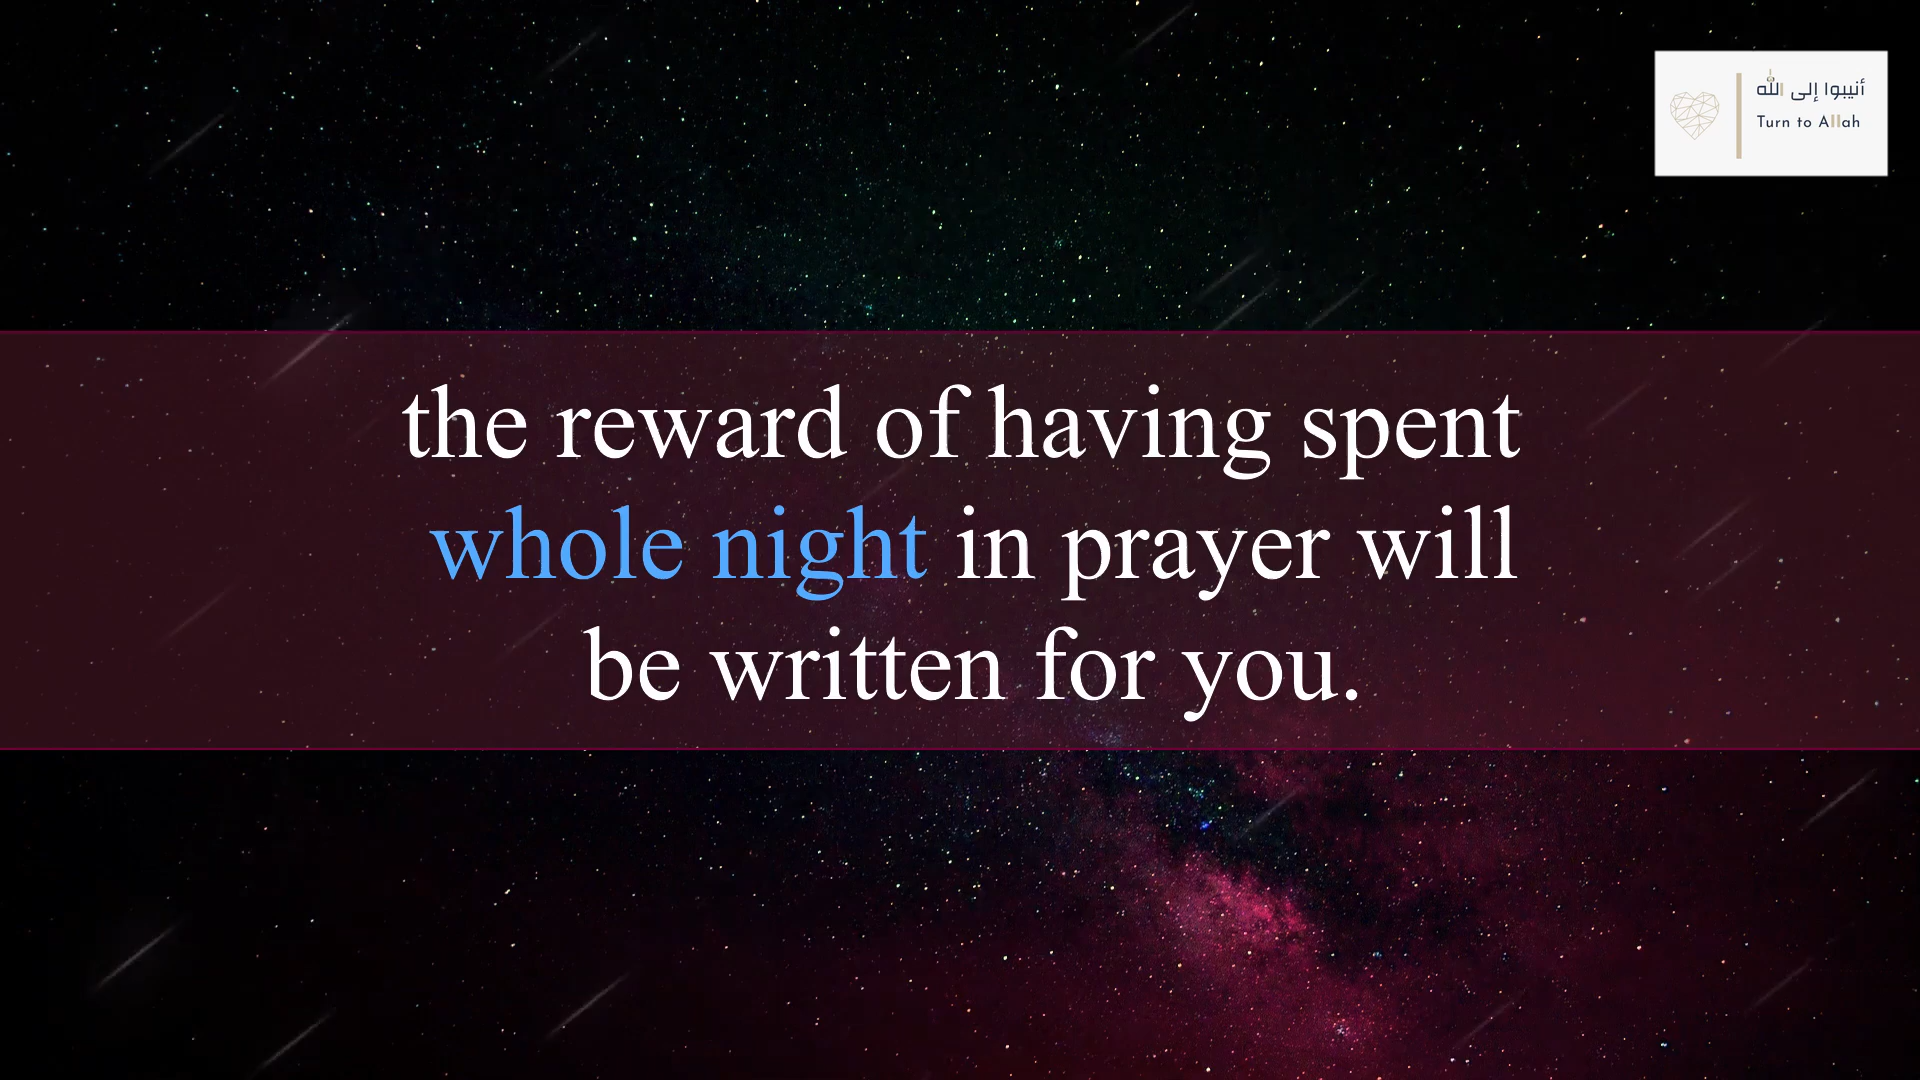 أنيبوا إلى الله
Turn to Allah
the reward of having spent
whole night in prayer will
be written for you.